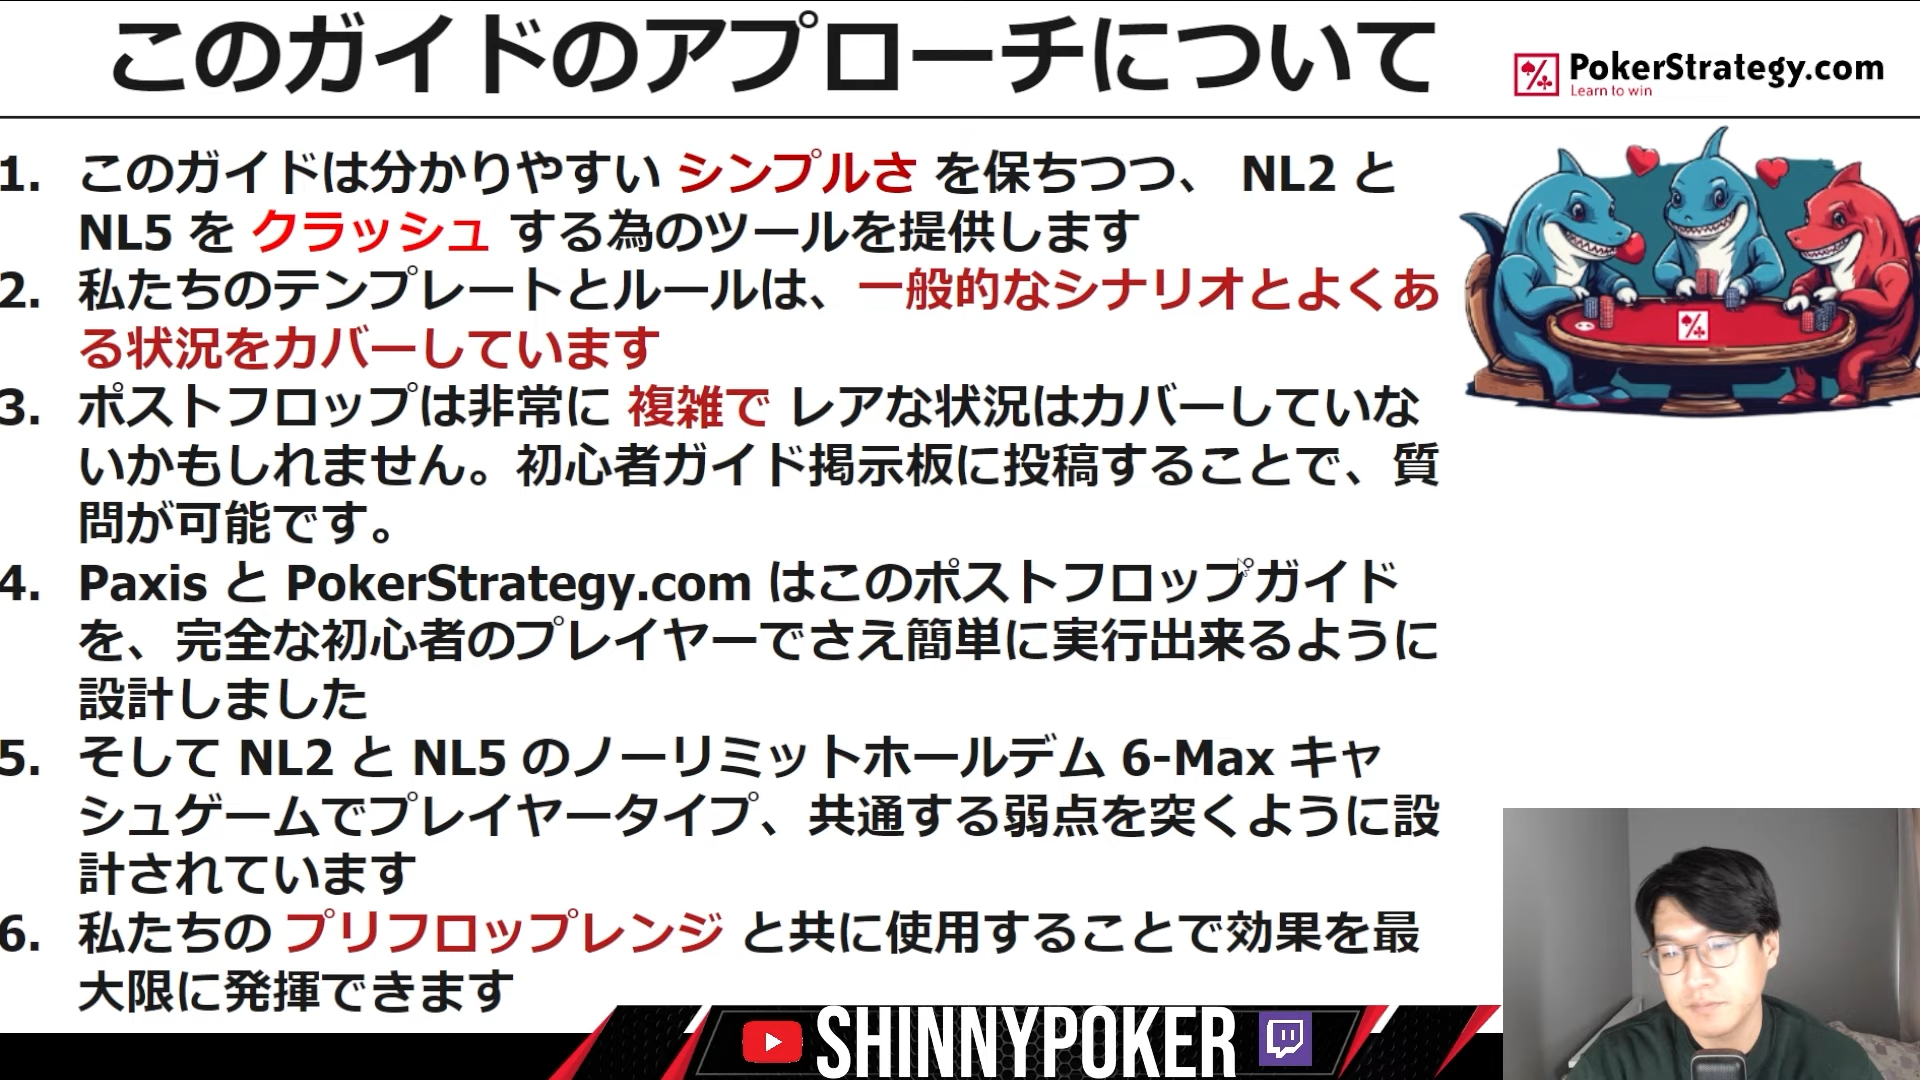 このガイドのアプローチについて
PokerStrategy.com
Learn to win
1. このガイドは分かりやすい シンプルさ を保ちつつ、 NL2 と
NL5 を クラッシュ する為のツールを提供します
2. 私たちのテンプレートとルールは、一般的なシナリオとよくあ
る状況をカバーしています
3. ポストフロップは非常に 複雑で レアな状況はカバーしていな
いかもしれません。初心者ガイド掲示板に投稿することで、質
問が可能です。
4. Paxis と PokerStrategy.com はこのポストフロップガイド
を、完全な初心者のプレイヤーでさえ簡単に実行出来るように
設計しました
5. そして NL2 と NL5 のノーリミットホールデム 6-Max キャ
シュゲームでプレイヤータイプ、共通する弱点を突くように設
計されています
6. 私たちの プリフロップレンジ と共に使用することで効果を最
大限に発揮できます
SHINNYPOKER